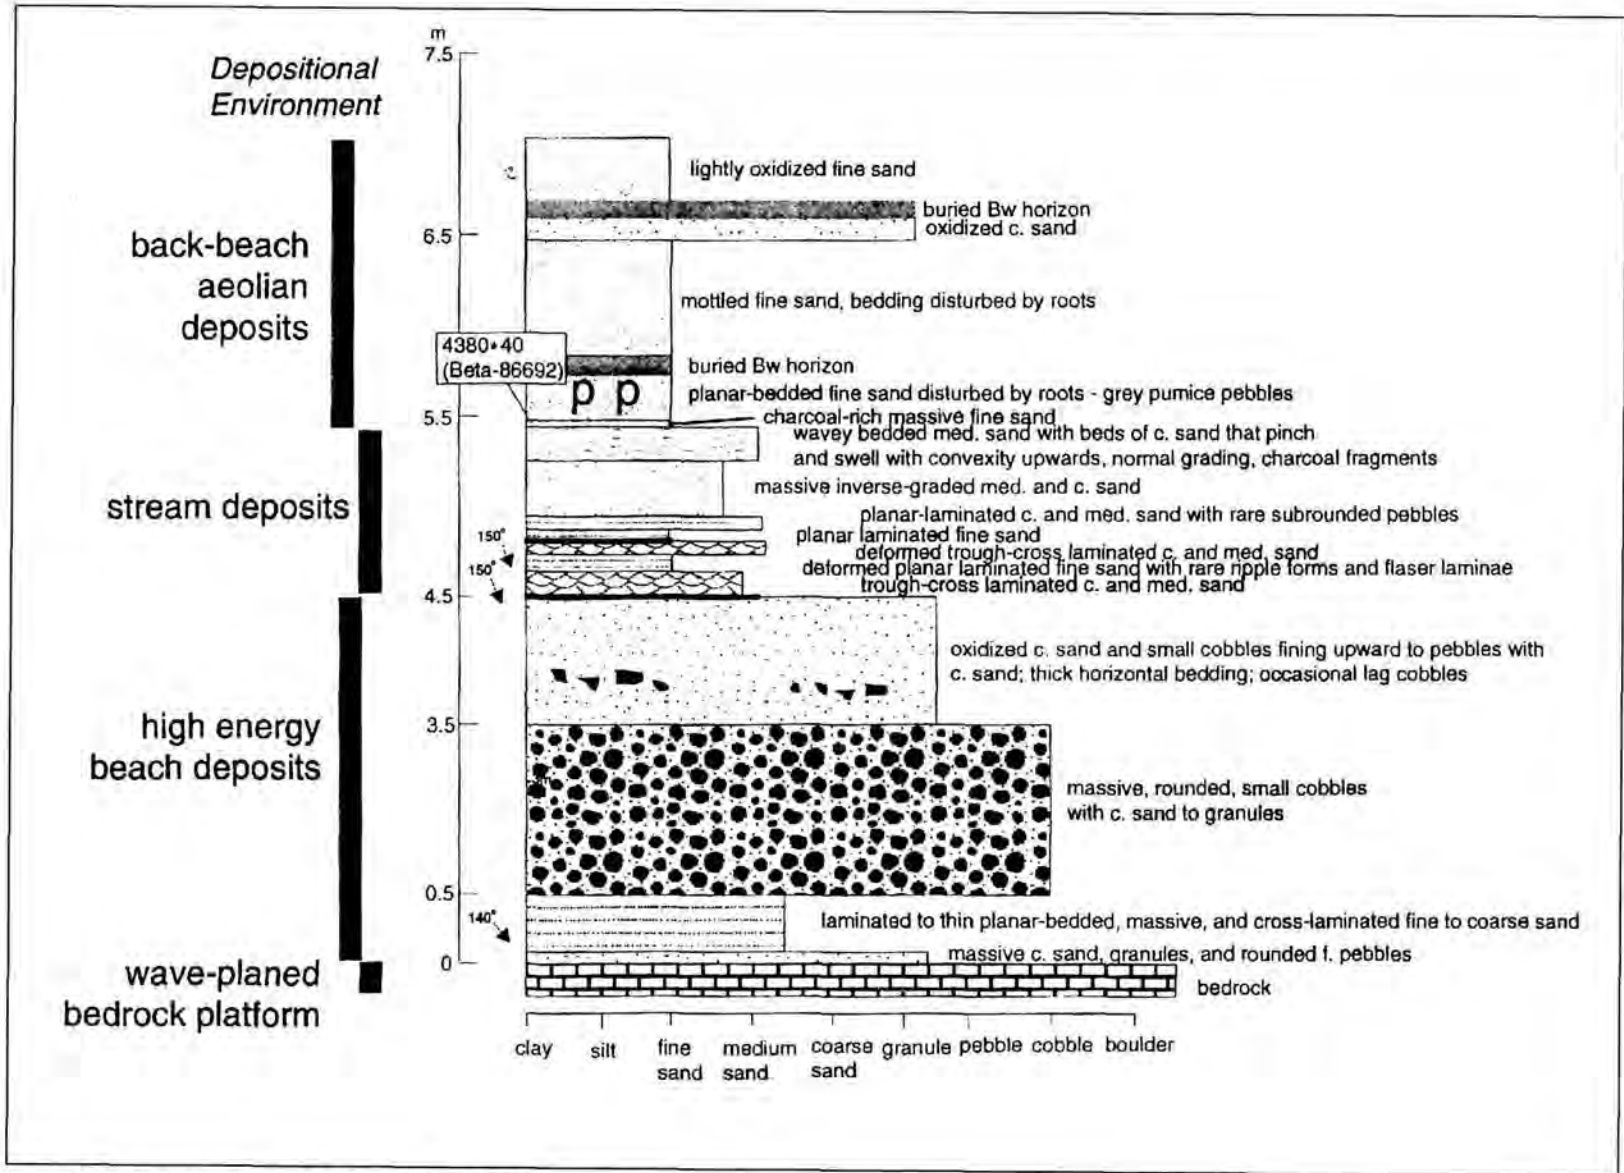 m
7.5
Depositional
Environment
lightly oxidized fine sand
buried Bw horizon
oxidized c. sand
6.5
back-beach
aeolian
deposits
mottled fine sand, bedding disturbed by roots
4380•40
(Beta-86692)
buried Bw horizon
p p
planar-bedded fine sand disturbed by roots - grey pumice pebbles
5.5
charcoal-rich massive fine sand
wavey bedded med. sand with beds of c. sand that pinch
and swell with convexity upwards, normal grading, charcoal fragments
stream deposits
massive inverse-graded med. and c. sand
planar-laminated c. and med. sand with rare subrounded pebbles
150°
planar laminated fine sand
deformed trough-cross laminated c. and med. sand
150°
deformed planar laminated fine sand with rare ripple forms and flaser laminae
trough-cross laminated c. and med. sand
4.5
oxidized c. sand and small cobbles fining upward to pebbles with
c. sand; thick horizontal bedding; occasional lag cobbles
3.5
high energy
beach deposits
massive, rounded, small cobbles
with c. sand to granules
0.5
140°
laminated to thin planar-bedded, massive, and cross-laminated fine to coarse sand
massive c. sand, granules, and rounded f. pebbles
0
wave-planed
bedrock platform
bedrock
clay silt fine medium coarse granule pebble cobble boulder
sand sand sand